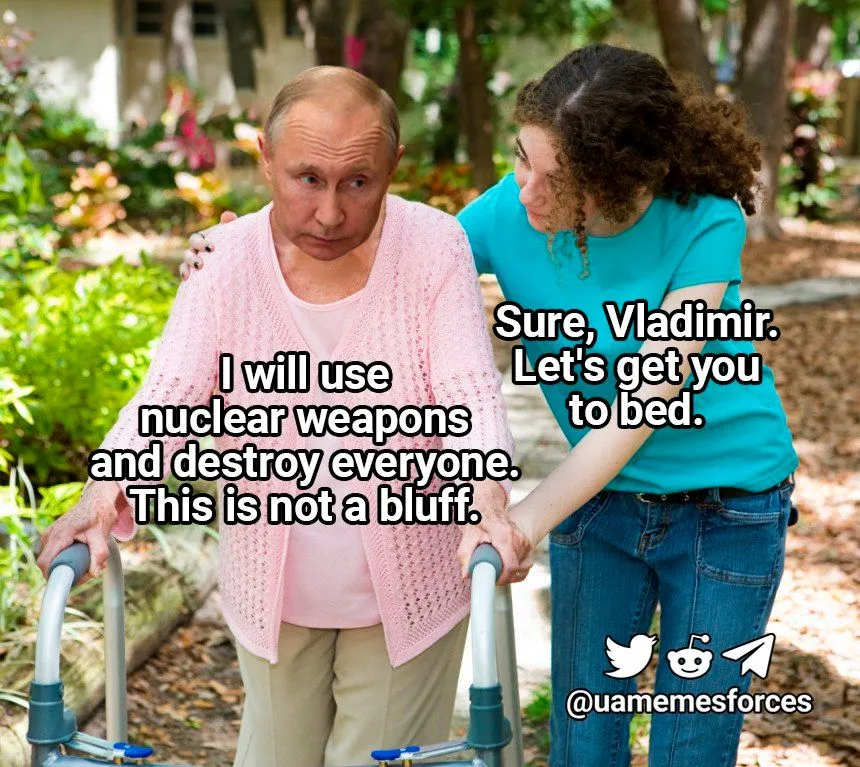 I will use
nuclear weapons
and destroy everyone.
This is not a bluff.
Sure, Vladimir.
Let's get you
to bed.
@uamemesforces